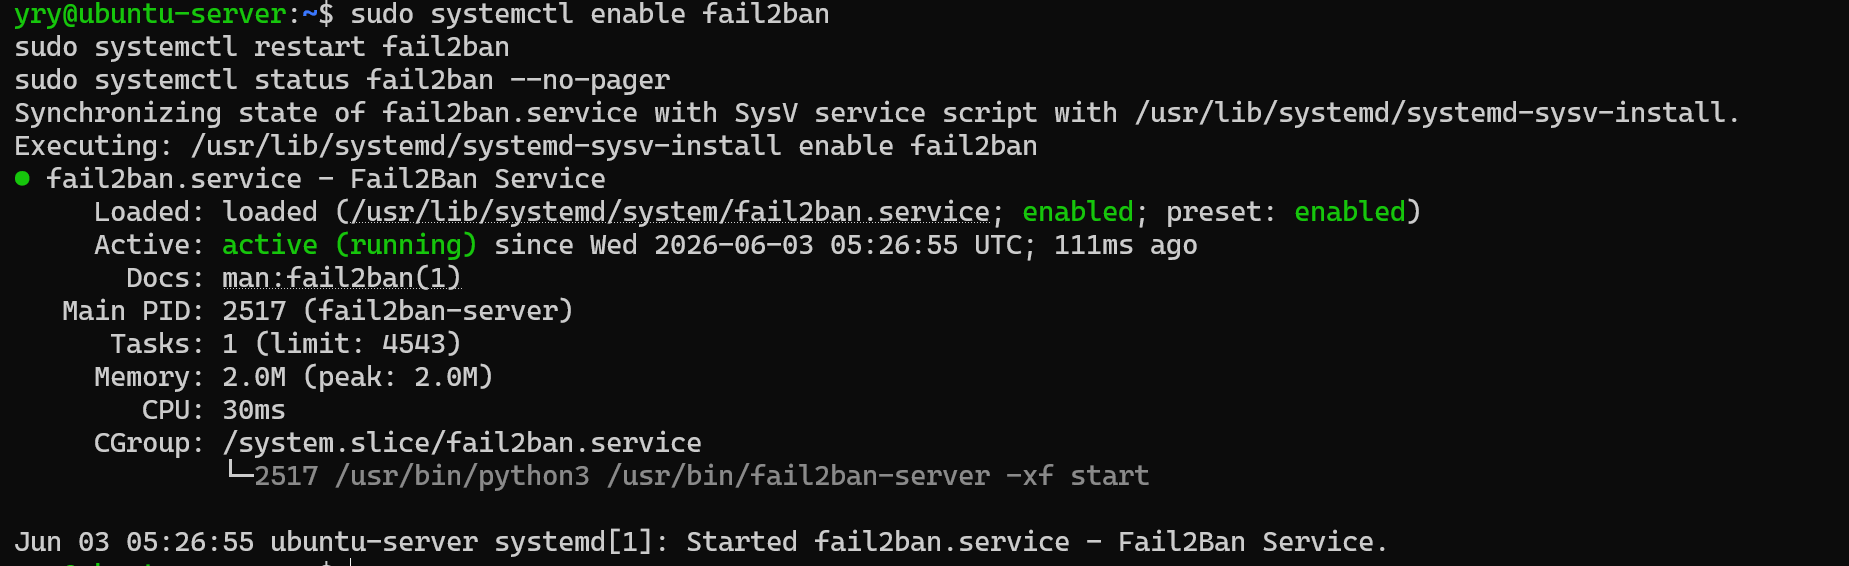 yry@ubuntu-server:~$ sudo systemctl enable fail2ban
sudo systemctl restart fail2ban
sudo systemctl status fail2ban --no-pager
Synchronizing state of fail2ban.service with SysV service script with /usr/lib/systemd/systemd-sysv-install.
Executing: /usr/lib/systemd/systemd-sysv-install enable fail2ban
● fail2ban.service - Fail2Ban Service
     Loaded: loaded (/usr/lib/systemd/system/fail2ban.service; enabled; preset: enabled)
     Active: active (running) since Wed 2026-06-03 05:26:55 UTC; 111ms ago
       Docs: man:fail2ban(1)
   Main PID: 2517 (fail2ban-server)
      Tasks: 1 (limit: 4543)
     Memory: 2.0M (peak: 2.0M)
        CPU: 30ms
     CGroup: /system.slice/fail2ban.service
             └─2517 /usr/bin/python3 /usr/bin/fail2ban-server -xf start
Jun 03 05:26:55 ubuntu-server systemd[1]: Started fail2ban.service - Fail2Ban Service.